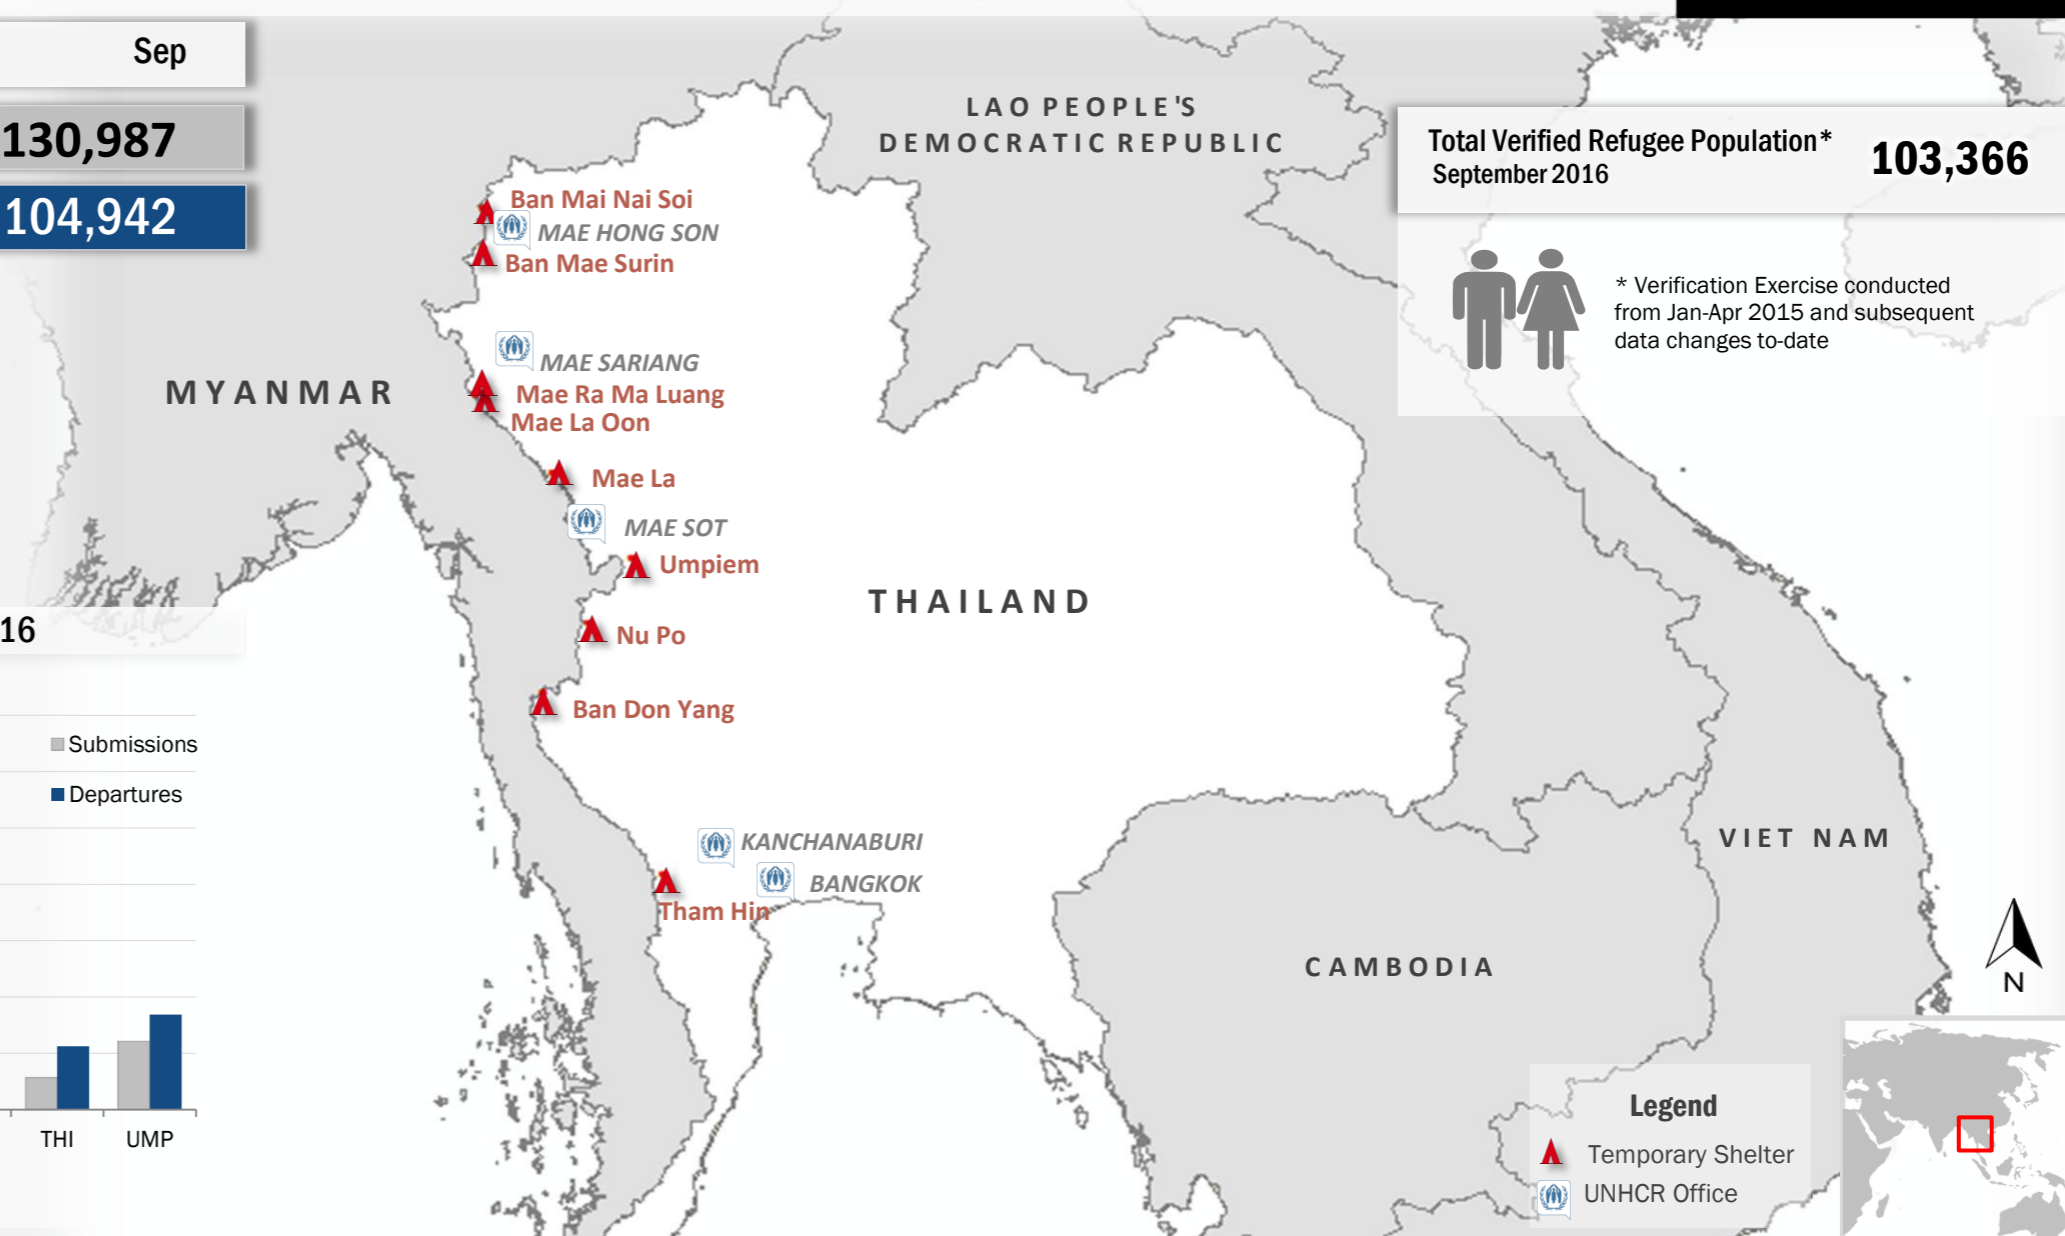 Sep
130,987
104,942
LAO PEOPLE'S
DEMOCRATIC REPUBLIC
Total Verified Refugee Population*
September 2016
103,366
* Verification Exercise conducted
from Jan-Apr 2015 and subsequent
data changes to-date
Ban Mai Nai Soi
MAE HONG SON
Ban Mae Surin
MAE SARIANG
MYANMAR
Mae Ra Ma Luang
Mae La Oon
Mae La
MAE SOT
Umpiem
THAILAND
Nu Po
Ban Don Yang
16
Submissions
Departures
KANCHANABURI
BANGKOK
Tham Hin
VIET NAM
CAMBODIA
N
THI
UMP
Legend
Temporary Shelter
UNHCR Office